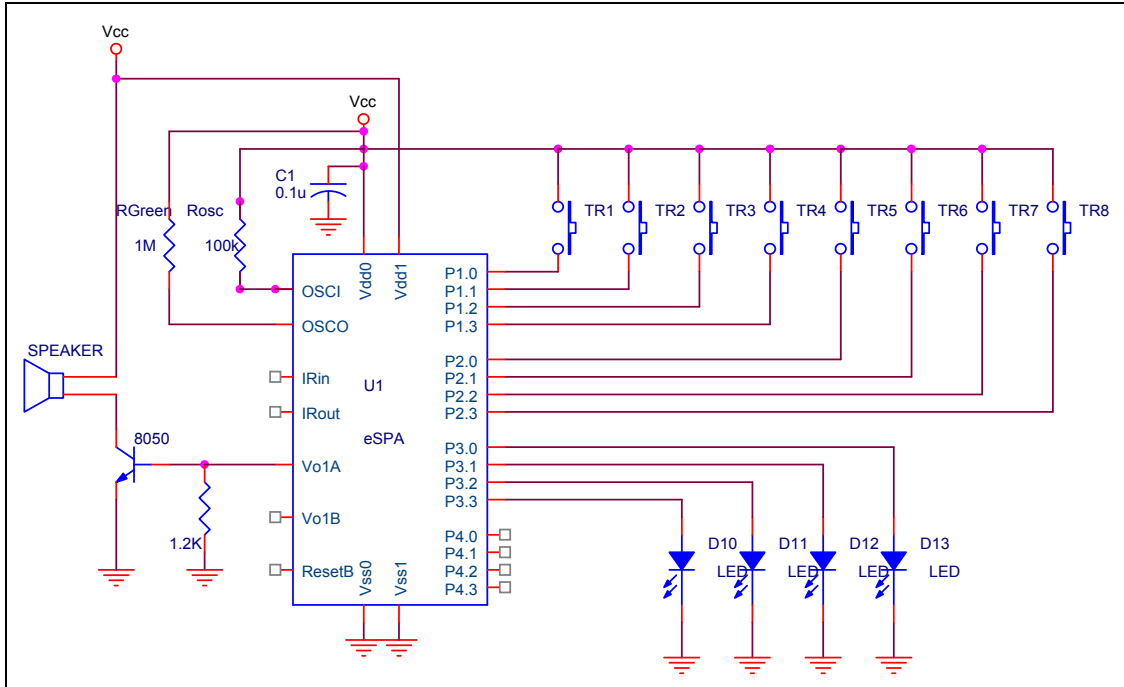 Vcc
Vcc
C1
0.1u
RGreen
1M
Rosc
100k
TR1
TR2
TR3
TR4
TR5
TR6
TR7
TR8
SPEAKER
8050
1.2K
U1
eSPA
OSCI
OSCO
IRin
IRout
Vo1A
Vo1B
ResetB
Vdd0
Vdd1
Vss0
Vss1
P1.0
P1.1
P1.2
P1.3
P2.0
P2.1
P2.2
P2.3
P3.0
P3.1
P3.2
P3.3
P4.0
P4.1
P4.2
P4.3
D10
LED
D11
LED
D12
LED
D13
LED